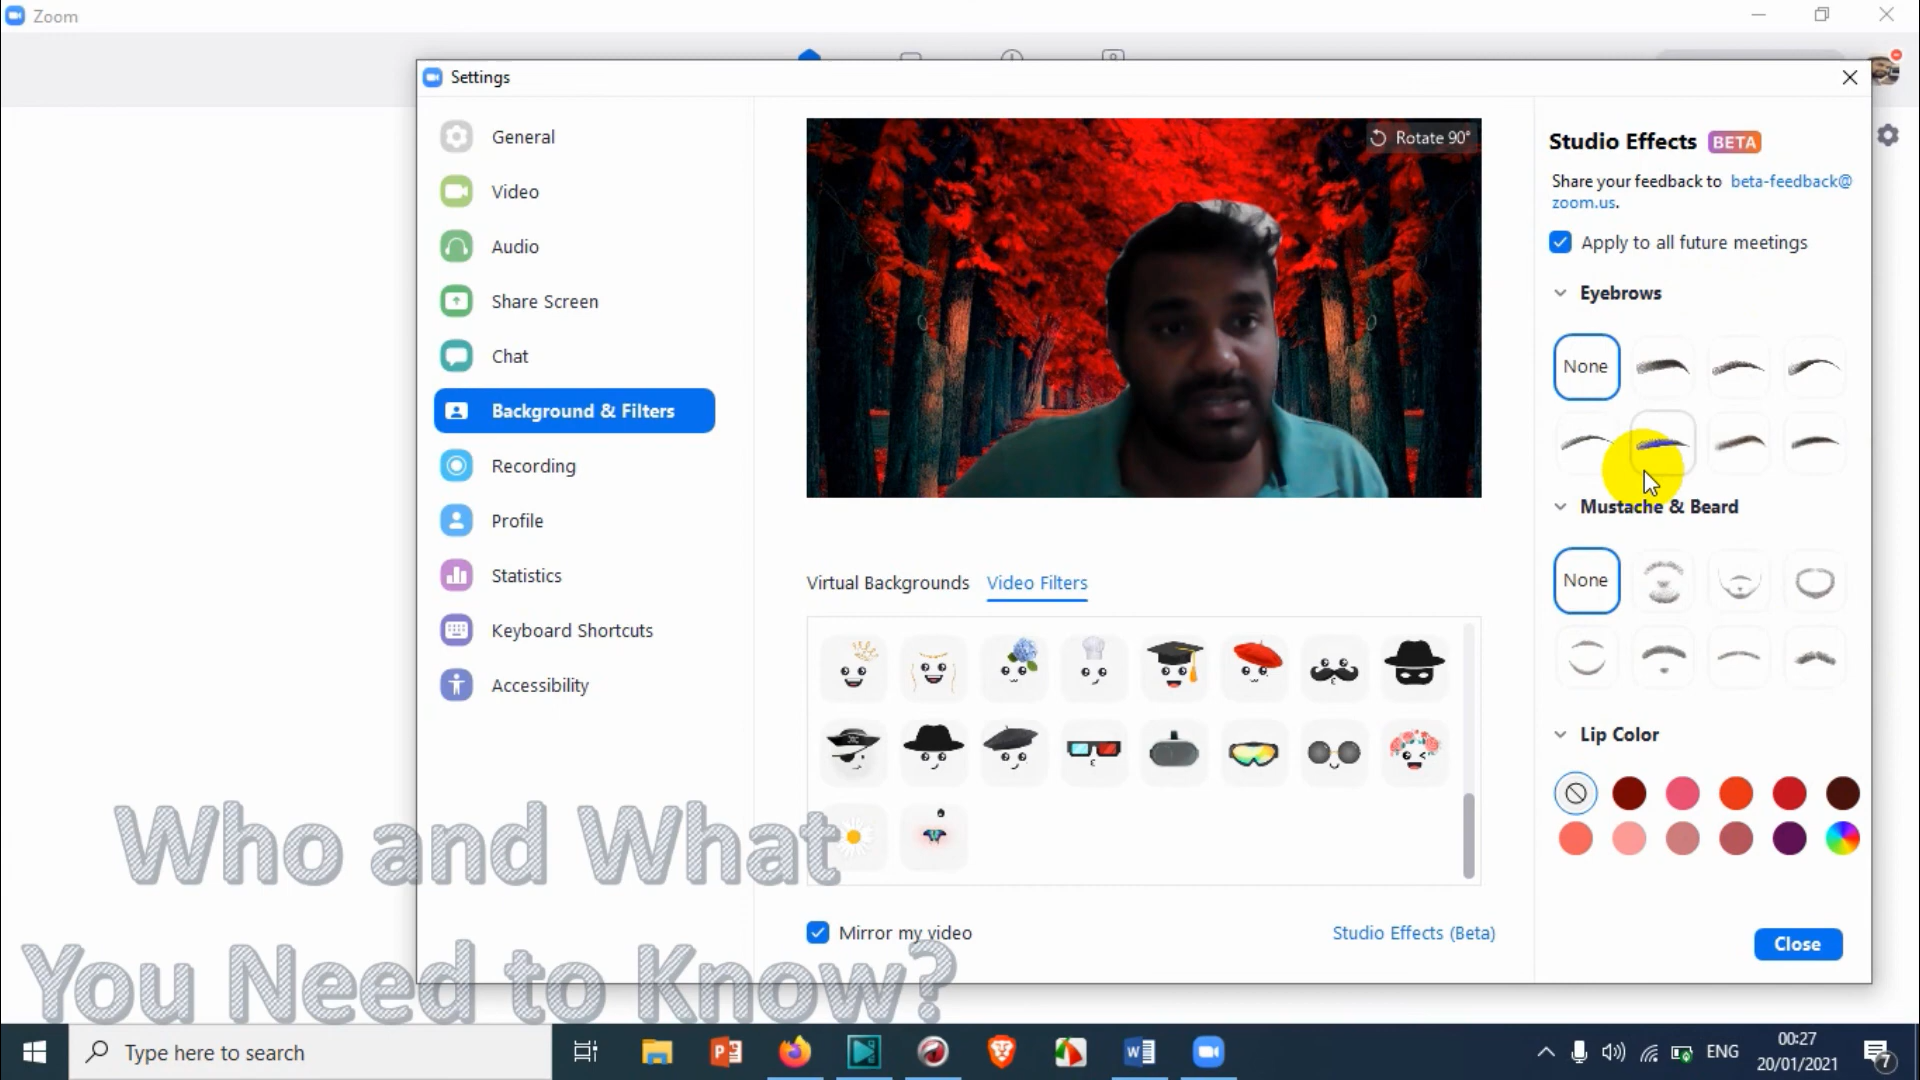 Zoom
Settings
General
Video
Audio
Share Screen
Chat
Background & Filters
Recording
Profile
Statistics
Keyboard Shortcuts
Accessibility
Rotate 90°
Virtual Backgrounds
Video Filters
Mirror my video
Studio Effects (Beta)
Studio Effects BETA
Share your feedback to beta-feedback@
zoom.us.
Apply to all future meetings
Eyebrows
None
Mustache & Beard
None
Lip Color
Close
Who and What
You Need to Know?
Type here to search
ENG
00:27
20/01/2021
7